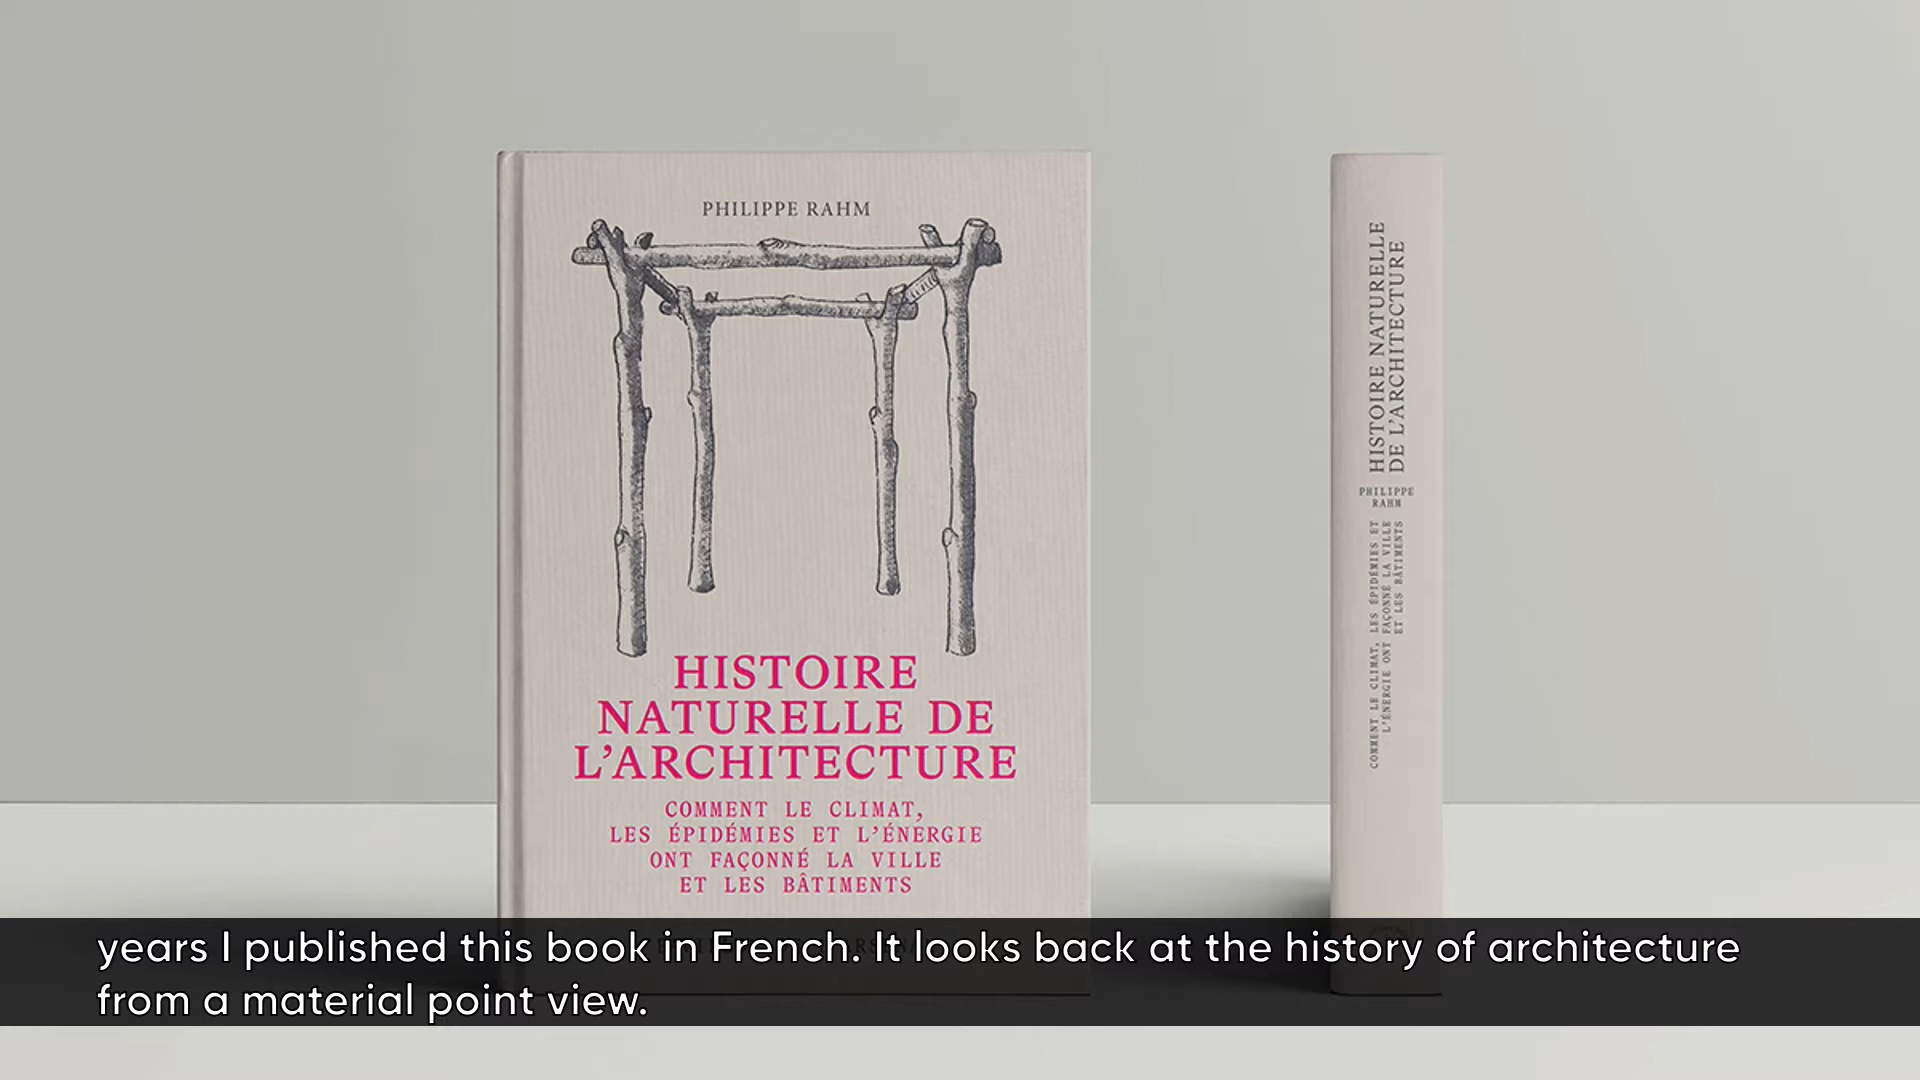 PHILIPPE RAHM
HISTOIRE
NATURELLE DE
L’ARCHITECTURE
COMMENT LE CLIMAT,
LES ÉPIDÉMIES ET L’ÉNERGIE
ONT FAÇONNÉ LA VILLE
ET LES BÂTIMENTS
HISTOIRE NATURELLE
DE L’ARCHITECTURE
PHILIPPE
RAHM
COMMENT LE CLIMAT, LES ÉPIDÉMIES ET
L’ÉNERGIE ONT FAÇONNÉ LA VILLE
ET LES BÂTIMENTS
years I published this book in French. It looks back at the history of architecture
from a material point view.